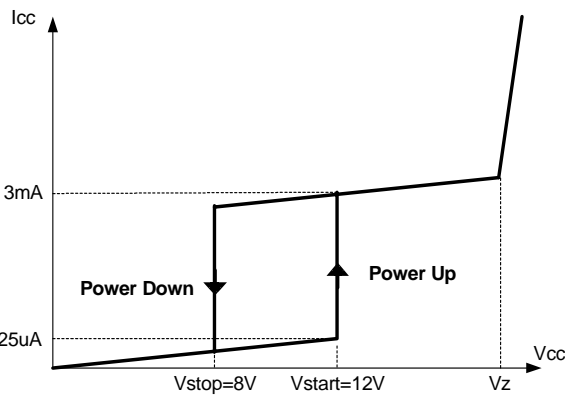 Icc
3mA
Power Down
Power Up
25uA
Vcc
Vstop=8V
Vstart=12V
Vz